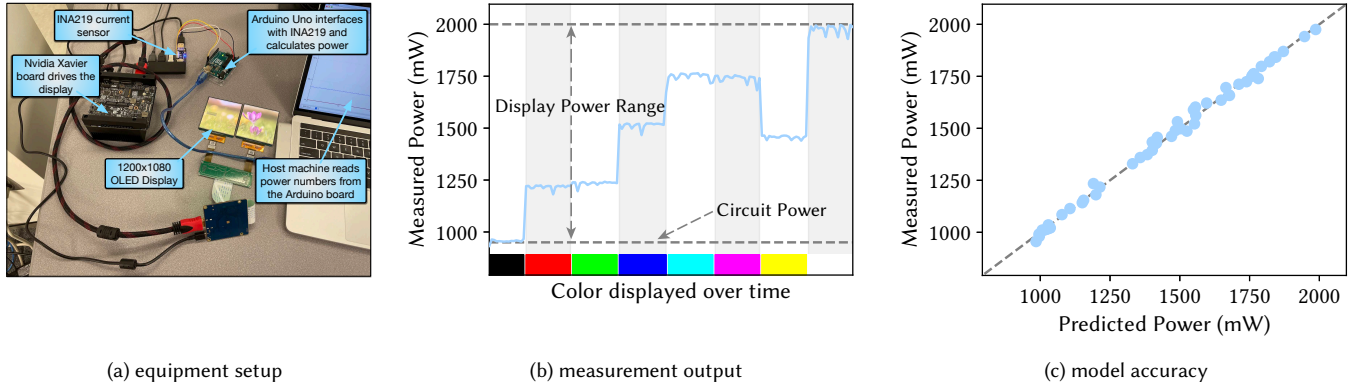 INA219 current
sensor
Arduino Uno interfaces
with INA219 and
calculates power
Nvidia Xavier
board drives the
display
1200x1080
OLED Display
Host machine reads
power numbers from
the Arduino board
(a) equipment setup
Measured Power (mW)
2000
1750
1500
1250
1000
Display Power Range
Circuit Power
Color displayed over time
(b) measurement output
Measured Power (mW)
2000
1750
1500
1250
1000
1000 1250 1500 1750 2000
Predicted Power (mW)
(c) model accuracy